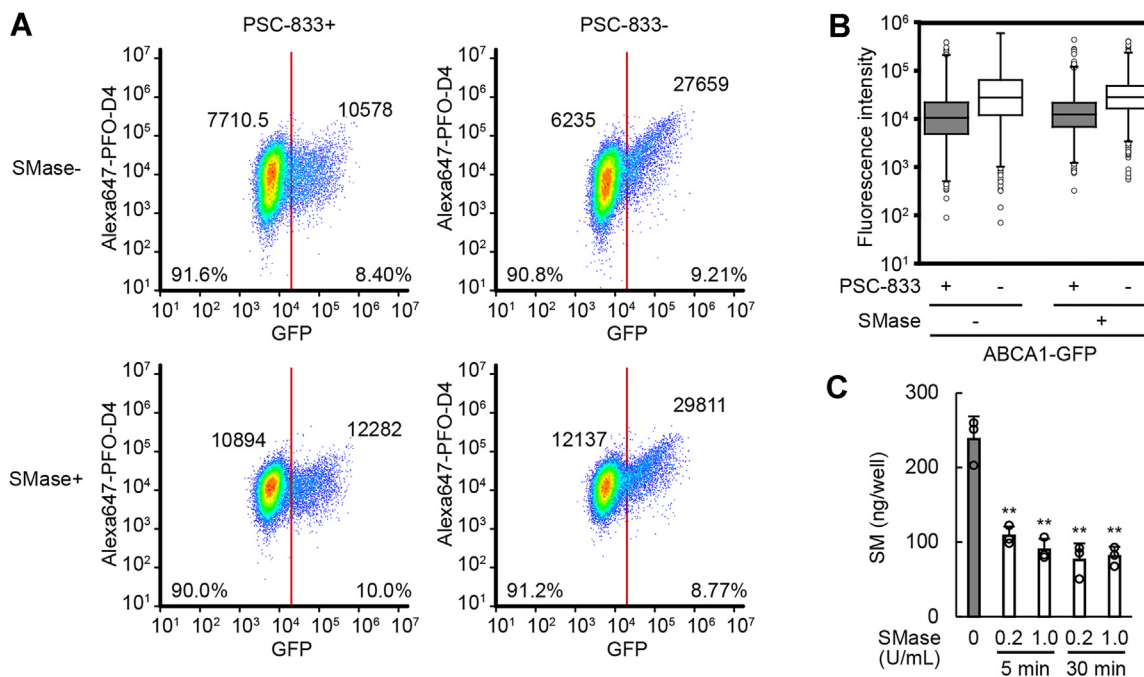 A
PSC-833+
PSC-833-
SMase-
Alexa647-PFO-D4
10⁷
10⁶
10⁵
10⁴
10³
10²
10¹
7710.5
10578
91.6%
8.40%
10¹ 10² 10³ 10⁴ 10⁵ 10⁶ 10⁷
GFP
Alexa647-PFO-D4
10⁷
10⁶
10⁵
10⁴
10³
10²
10¹
6235
27659
90.8%
9.21%
10¹ 10² 10³ 10⁴ 10⁵ 10⁶ 10⁷
GFP
SMase+
Alexa647-PFO-D4
10⁷
10⁶
10⁵
10⁴
10³
10²
10¹
10894
12282
90.0%
10.0%
10¹ 10² 10³ 10⁴ 10⁵ 10⁶ 10⁷
GFP
Alexa647-PFO-D4
10⁷
10⁶
10⁵
10⁴
10³
10²
10¹
12137
29811
91.2%
8.77%
10¹ 10² 10³ 10⁴ 10⁵ 10⁶ 10⁷
GFP
B
Fluorescence intensity
10⁶
10⁵
10⁴
10³
10²
10¹
PSC-833 + - + -
SMase - +
ABCA1-GFP
C
SM (ng/well)
300
200
100
0
** ** ** **
SMase 0 0.2 1.0 0.2 1.0
(U/mL) 5 min 30 min